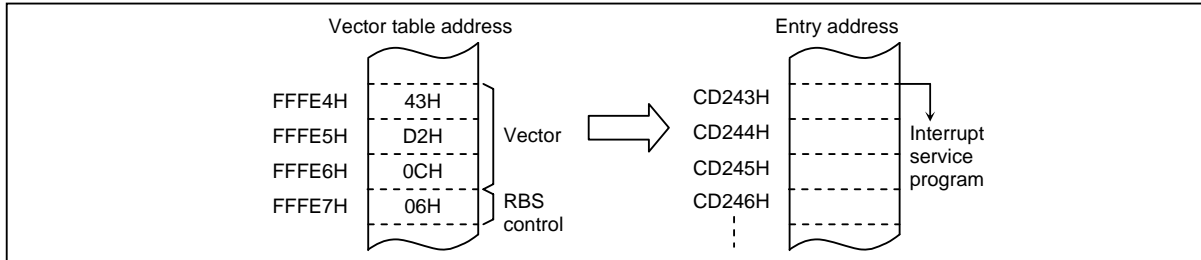 Vector table address
Entry address
FFFE4H 43H
FFFE5H D2H
FFFE6H 0CH
FFFE7H 06H
Vector
RBS
control
CD243H
CD244H
CD245H
CD246H
Interrupt
service
program